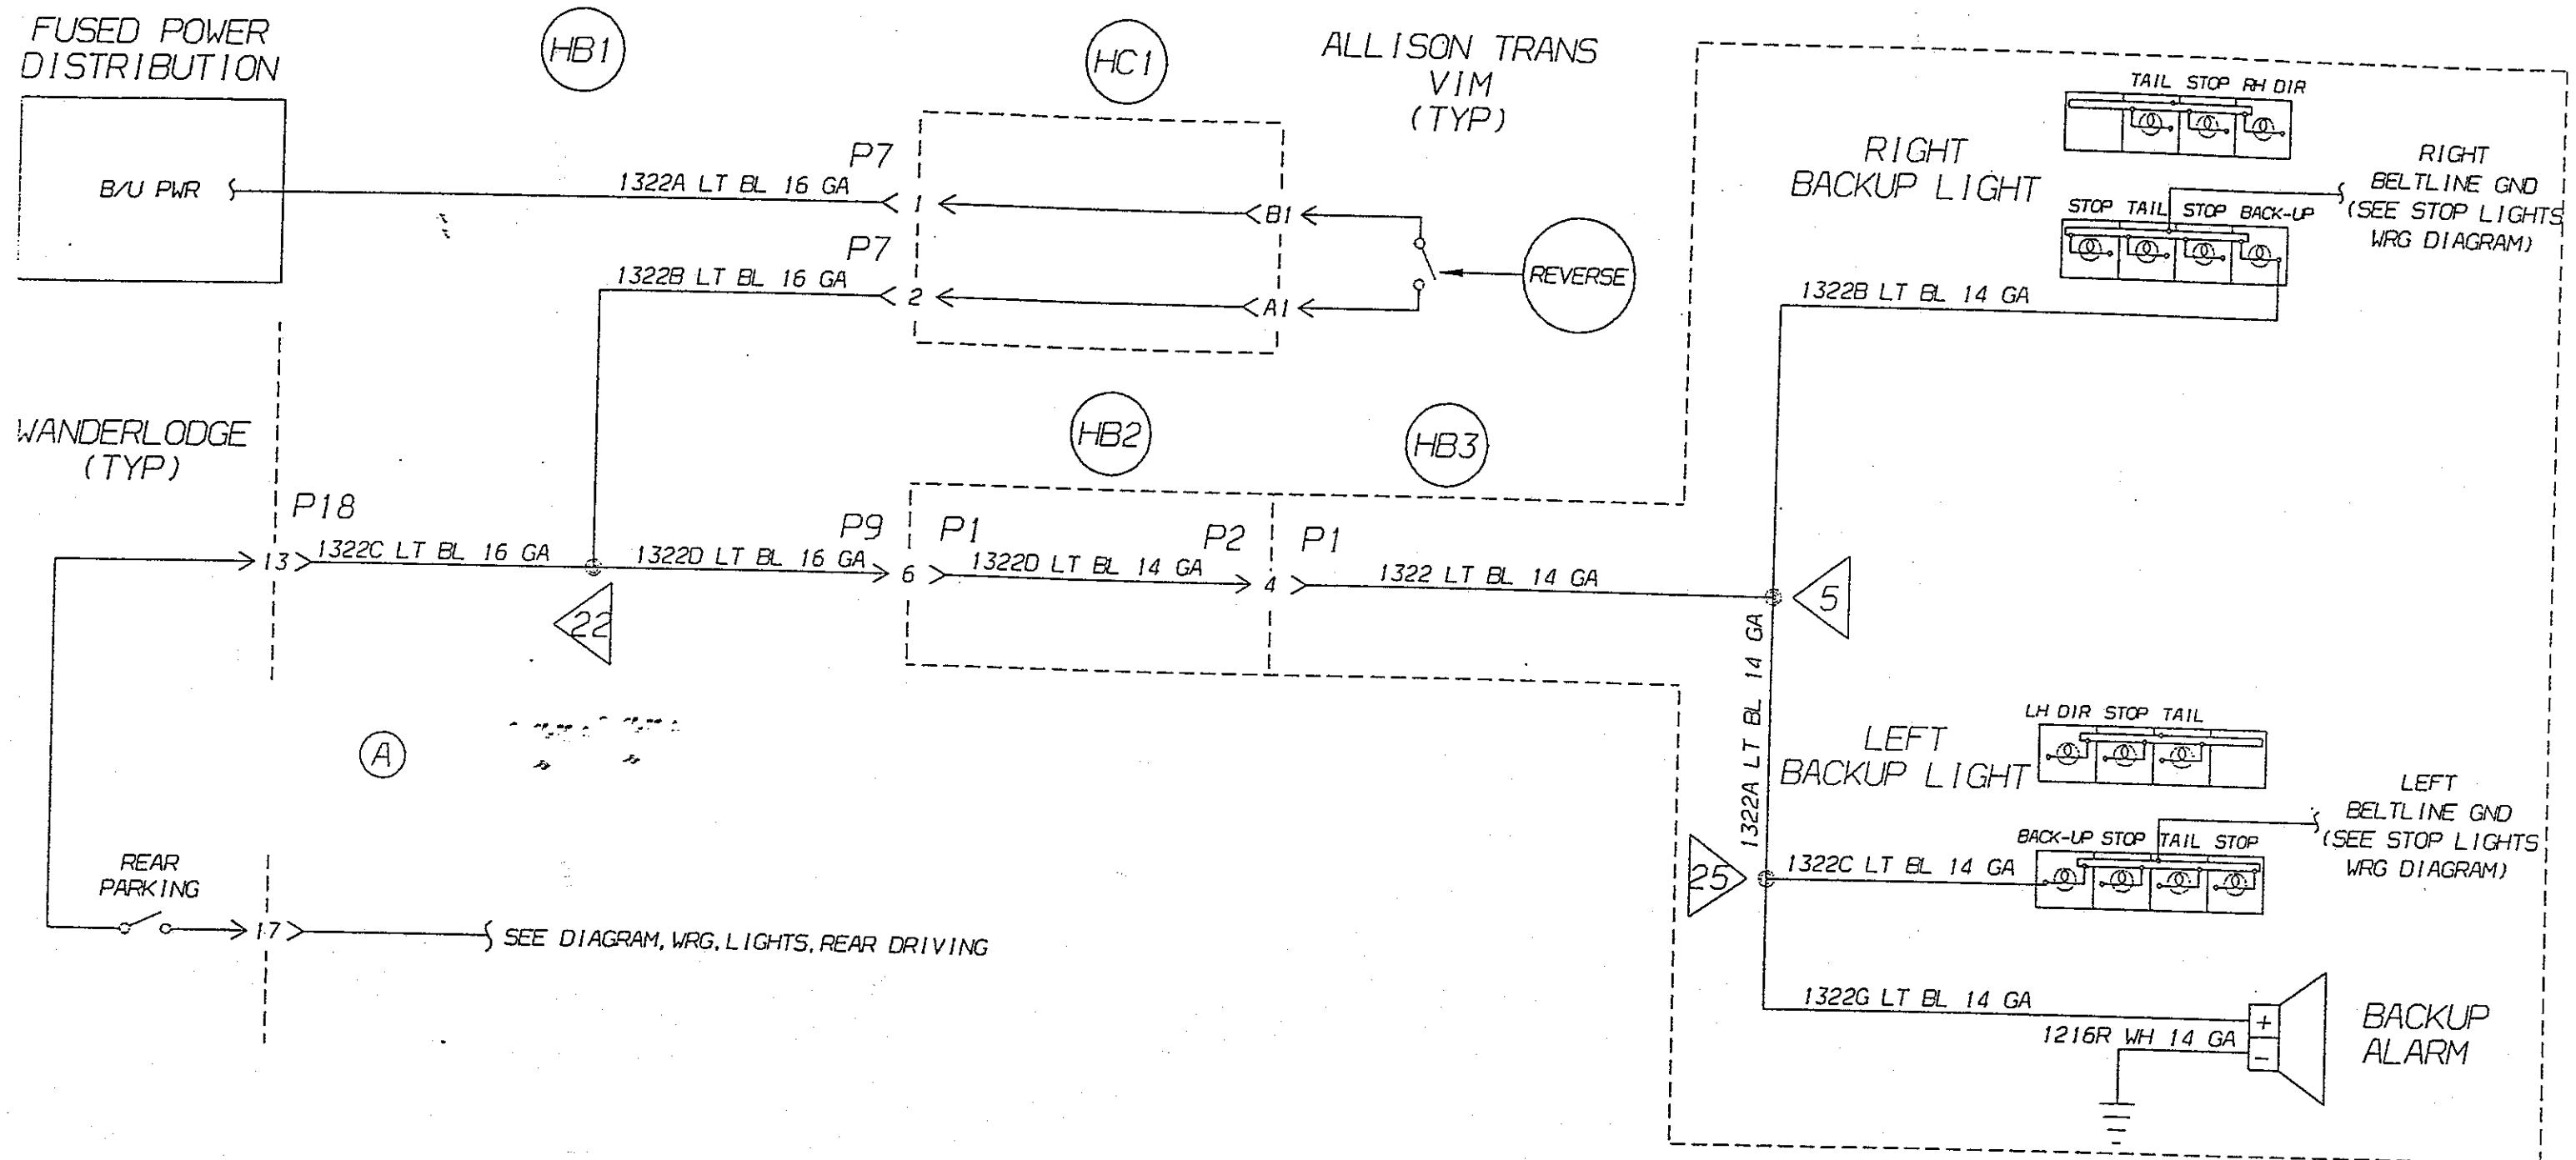 FUSED POWER
DISTRIBUTION
HB1
HC1
ALLISON TRANS
VIM
(TYP)
B/U PWR
1322A LT BL 16 GA
P7
1
B1
P7
1322B LT BL 16 GA
2
A1
REVERSE
TAIL STOP RH DIR
RIGHT
BACKUP LIGHT
RIGHT
BELTLINE GND
(SEE STOP LIGHTS
WRG DIAGRAM)
STOP TAIL STOP BACK-UP
1322B LT BL 14 GA
WANDERLODGE
(TYP)
HB2
HB3
P18
13
1322C LT BL 16 GA
22
1322D LT BL 16 GA
P9
6
P1
1322D LT BL 14 GA
P2
4
P1
1322 LT BL 14 GA
5
1322A LT BL 14 GA
A
LH DIR STOP TAIL
LEFT
BACKUP LIGHT
LEFT
BELTLINE GND
(SEE STOP LIGHTS
WRG DIAGRAM)
BACK-UP STOP TAIL STOP
25
1322C LT BL 14 GA
REAR
PARKING
17
SEE DIAGRAM, WRG, LIGHTS, REAR DRIVING
1322G LT BL 14 GA
1216R WH 14 GA
+
-
BACKUP
ALARM